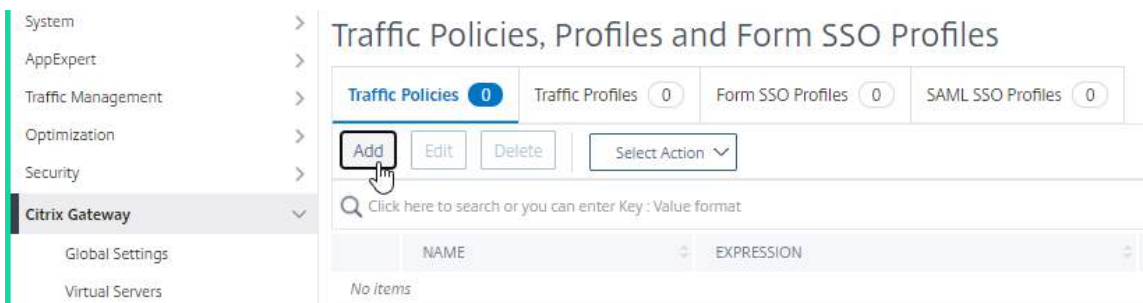 System
AppExpert
Traffic Management
Optimization
Security
Citrix Gateway
Global Settings
Virtual Servers
Traffic Policies, Profiles and Form SSO Profiles
Traffic Policies 0 Traffic Profiles 0 Form SSO Profiles 0 SAML SSO Profiles 0
Add Edit Delete Select Action
Click here to search or you can enter Key : Value format
NAME EXPRESSION
No items